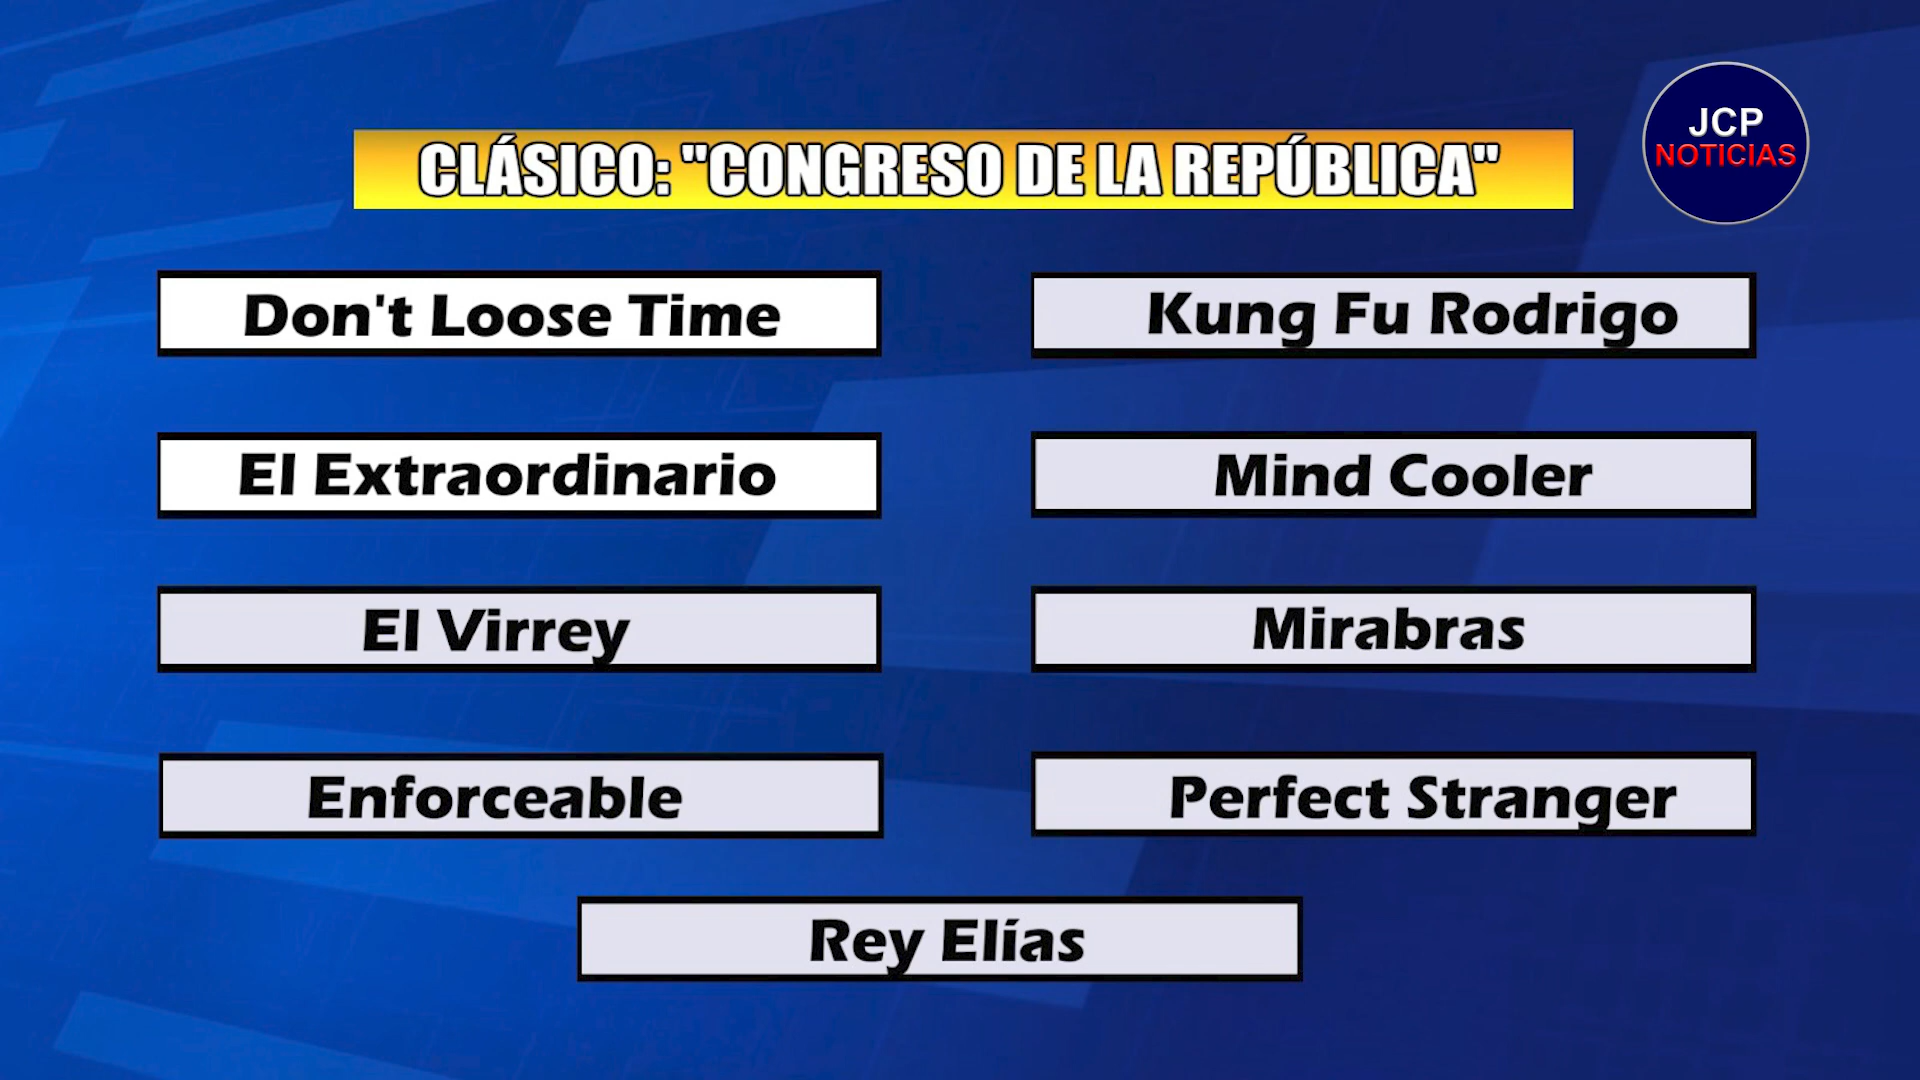 CLÁSICO: "CONGRESO DE LA REPÚBLICA"
JCP
NOTICIAS
Don't Loose Time
Kung Fu Rodrigo
El Extraordinario
Mind Cooler
El Virrey
Mirabras
Enforceable
Perfect Stranger
Rey Elías